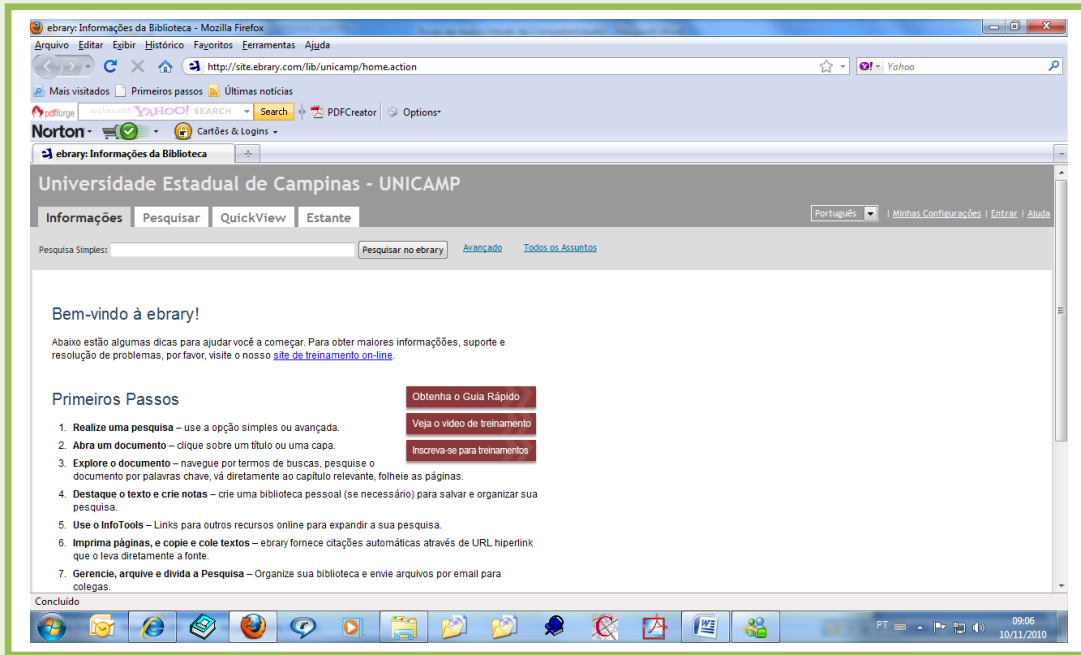 ebrary: Informações da Biblioteca - Mozilla Firefox
Arquivo Editar Exibir Histórico Favoritos Ferramentas Ajuda
http://site.ebrary.com/lib/unicamp/home.action
Yahoo
Mais visitados Primeiros passos Últimas notícias
pdfforge YAHOO! SEARCH Search PDFCreator Options
Norton Cartões & Logins
ebrary: Informações da Biblioteca
Universidade Estadual de Campinas - UNICAMP
Informações Pesquisar QuickView Estante
Português | Minhas Configurações | Entrar | Ajuda
Pesquisa Simples: Pesquisar no ebrary Avançado Todos os Assuntos
Bem-vindo à ebrary!
Abaixo estão algumas dicas para ajudar você a começar. Para obter maiores informaçõões, suporte e
resolução de problemas, por favor, visite o nosso site de treinamento on-line.
Primeiros Passos
Obtenha o Guia Rápido
Veja o video de treinamento
Inscreva-se para treinamentos
1. Realize uma pesquisa – use a opção simples ou avançada.
2. Abra um documento – clique sobre um título ou uma capa.
3. Explore o documento – navegue por termos de buscas, pesquise o
documento por palavras chave, vá diretamente ao capítulo relevante, folheie as páginas.
4. Destaque o texto e crie notas – crie uma biblioteca pessoal (se necessário) para salvar e organizar sua
pesquisa.
5. Use o InfoTools – Links para outros recursos online para expandir a sua pesquisa.
6. Imprima páginas, e copie e cole textos – ebrary fornece citações automáticas através de URL hiperlink
que o leva diretamente a fonte.
7. Gerencie, arquive e divida a Pesquisa – Organize sua biblioteca e envie arquivos por email para
colegas.
Concluído
PT
09:06
10/11/2010